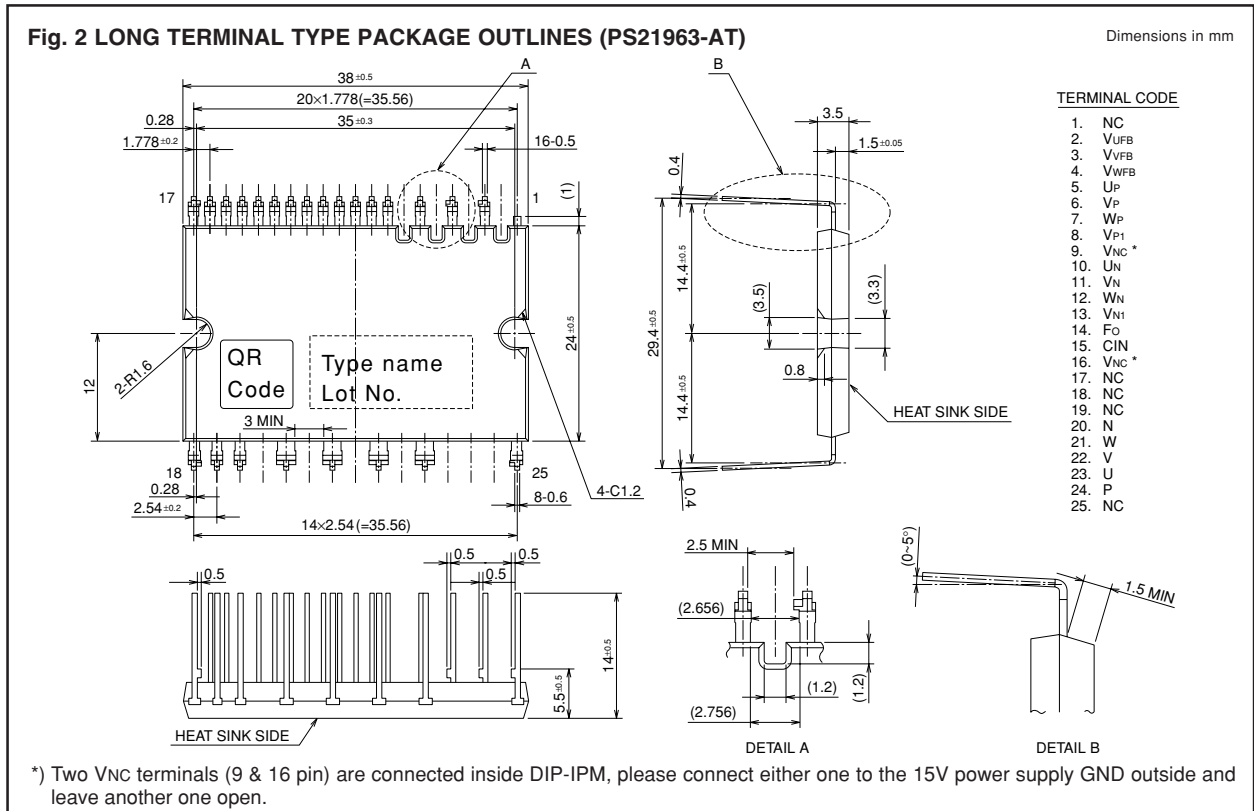 Fig. 2 LONG TERMINAL TYPE PACKAGE OUTLINES (PS21963-AT)
Dimensions in mm
A
B
38±0.5
20×1.778(=35.56)
35±0.3
0.28
1.778±0.2
16-0.5
17
1
(1)
2-R1.6
12
24±0.5
QR
Code
Type name
Lot No.
3 MIN
18
25
0.28
2.54±0.2
14×2.54(=35.56)
8-0.6
4-C1.2
3.5
1.5±0.05
0.4
14.4±0.5
29.4±0.5
14.4±0.5
(3.5)
(3.3)
0.8
HEAT SINK SIDE
0.4
TERMINAL CODE
1. NC
2. VUFB
3. VVFB
4. VWFB
5. UP
6. VP
7. WP
8. VP1
9. VNC *
10. UN
11. VN
12. WN
13. VN1
14. FO
15. CIN
16. VNC *
17. NC
18. NC
19. NC
20. N
21. W
22. V
23. U
24. P
25. NC
0.5
0.5
0.5
0.5
14±0.5
5.5±0.5
HEAT SINK SIDE
2.5 MIN
(2.656)
(1.2)
(1.2)
(2.756)
DETAIL A
(0~5°)
1.5 MIN
DETAIL B
*) Two VNC terminals (9 & 16 pin) are connected inside DIP-IPM, please connect either one to the 15V power supply GND outside and
leave another one open.